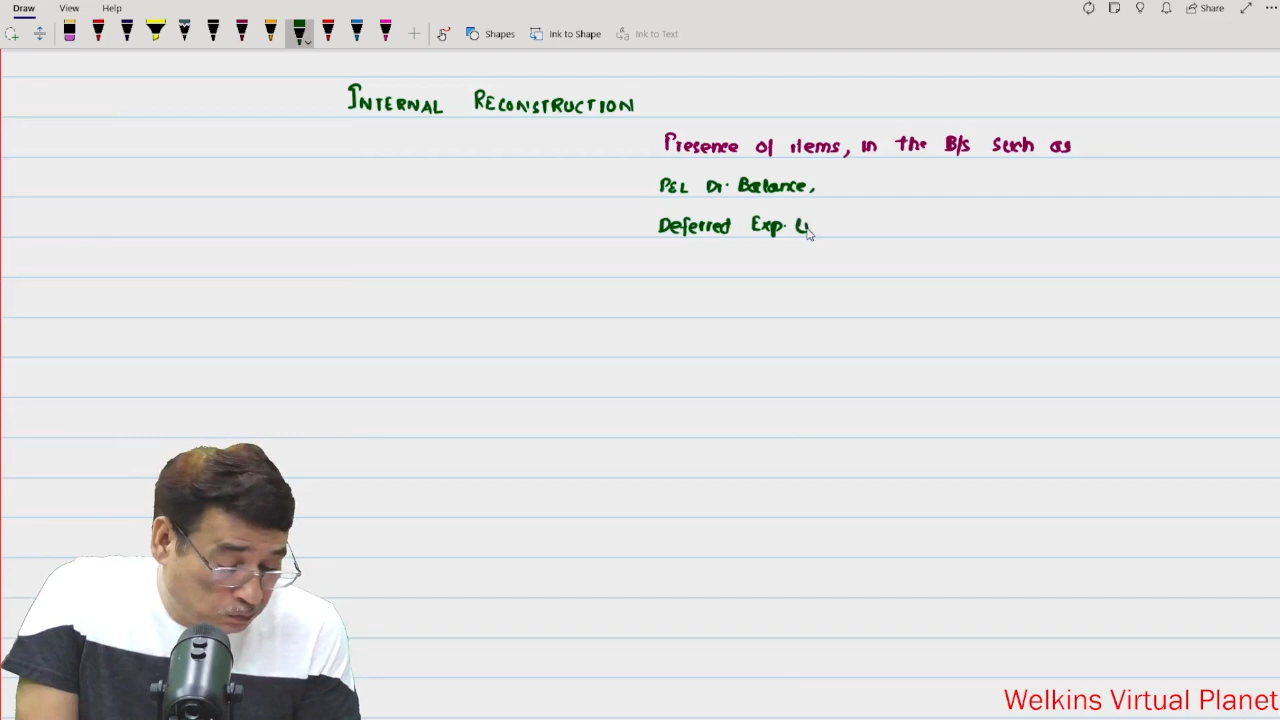 Draw View Help Share
Shapes Ink to Shape Ink to Text
INTERNAL RECONSTRUCTION
Presence of items, in the B/s such as
P&L Dr. Balance,
Deferred Exp.
Welkins Virtual Planet